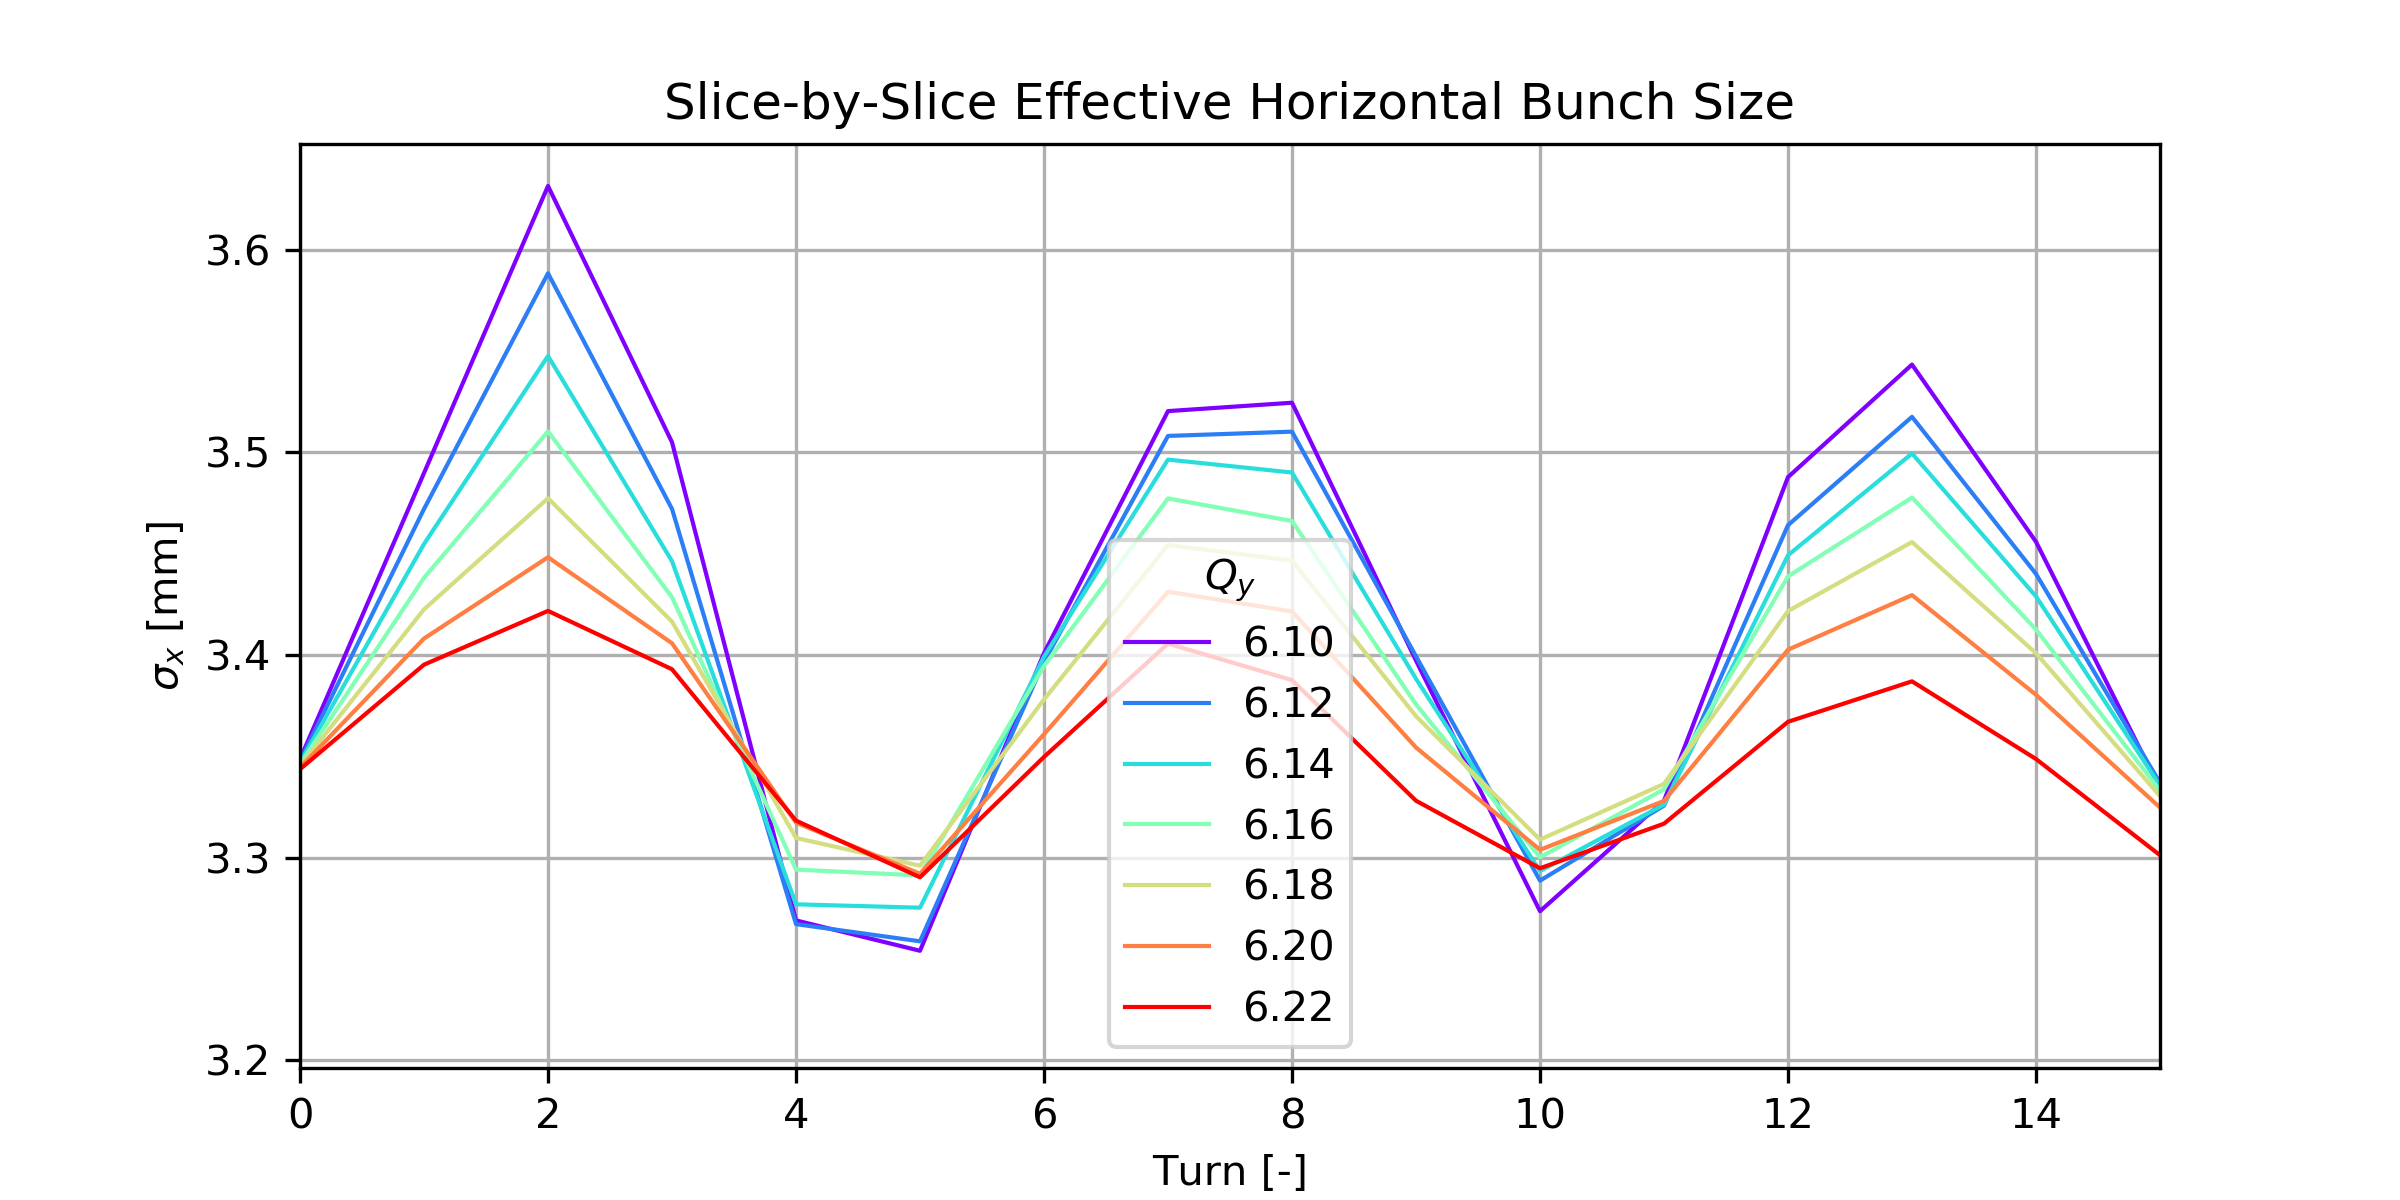 Slice-by-Slice Effective Horizontal Bunch Size
σx [mm]
3.6
3.5
3.4
3.3
3.2
Qy
6.10
6.12
6.14
6.16
6.18
6.20
6.22
0 2 4 6 8 10 12 14
Turn [-]